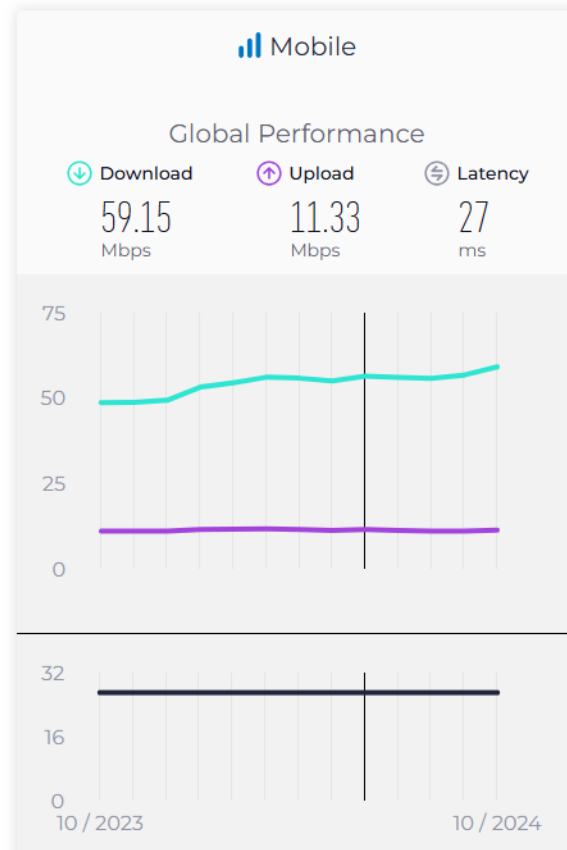 Mobile
Global Performance
Download Upload Latency
59.15 11.33 27
Mbps Mbps ms
75
50
25
0
32
16
0
10 / 2023 10 / 2024